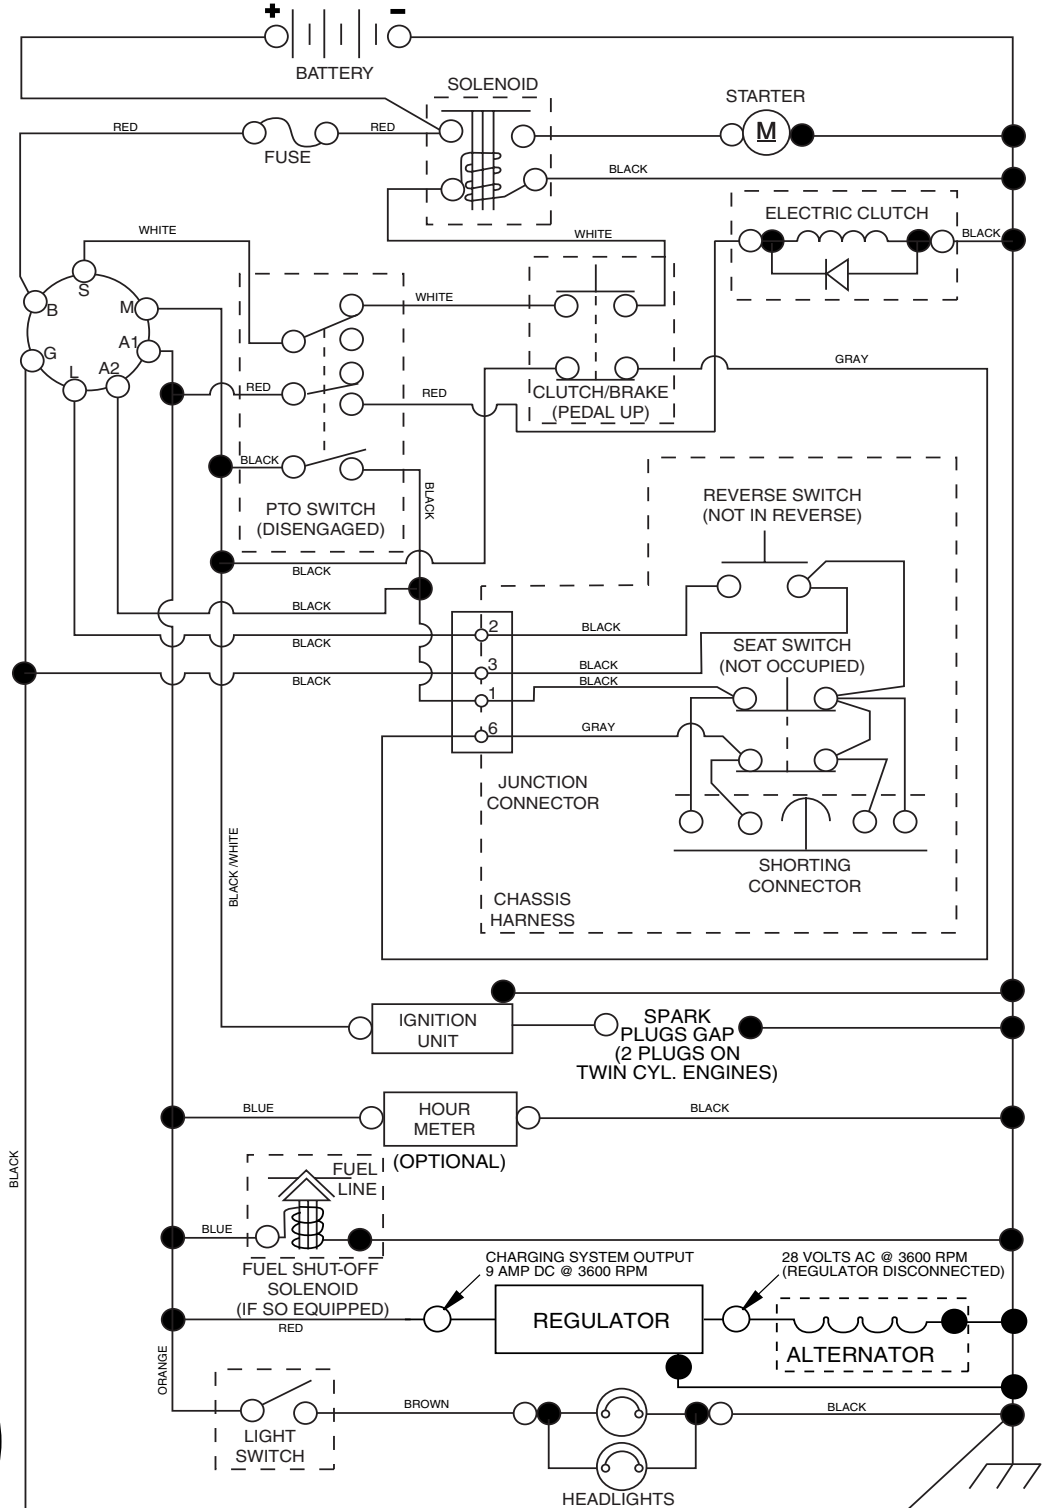 + -
BATTERY
SOLENOID
STARTER
M
RED
RED
FUSE
BLACK
ELECTRIC CLUTCH
WHITE
WHITE
BLACK
S
B
M
WHITE
A1
G
GRAY
L
A2
RED
RED
CLUTCH/BRAKE
(PEDAL UP)
BLACK
BLACK
PTO SWITCH
(DISENGAGED)
REVERSE SWITCH
(NOT IN REVERSE)
BLACK
BLACK
2
BLACK
BLACK
SEAT SWITCH
(NOT OCCUPIED)
3
BLACK
BLACK
BLACK
1
6
GRAY
JUNCTION
CONNECTOR
BLACK /WHITE
SHORTING
CONNECTOR
CHASSIS
HARNESS
IGNITION
UNIT
SPARK
PLUGS GAP
(2 PLUGS ON
TWIN CYL. ENGINES)
BLUE
HOUR
METER
BLACK
(OPTIONAL)
BLACK
FUEL
LINE
BLUE
FUEL SHUT-OFF
SOLENOID
(IF SO EQUIPPED)
CHARGING SYSTEM OUTPUT
9 AMP DC @ 3600 RPM
28 VOLTS AC @ 3600 RPM
(REGULATOR DISCONNECTED)
RED
REGULATOR
ALTERNATOR
ORANGE
BROWN
BLACK
LIGHT
SWITCH
HEADLIGHTS